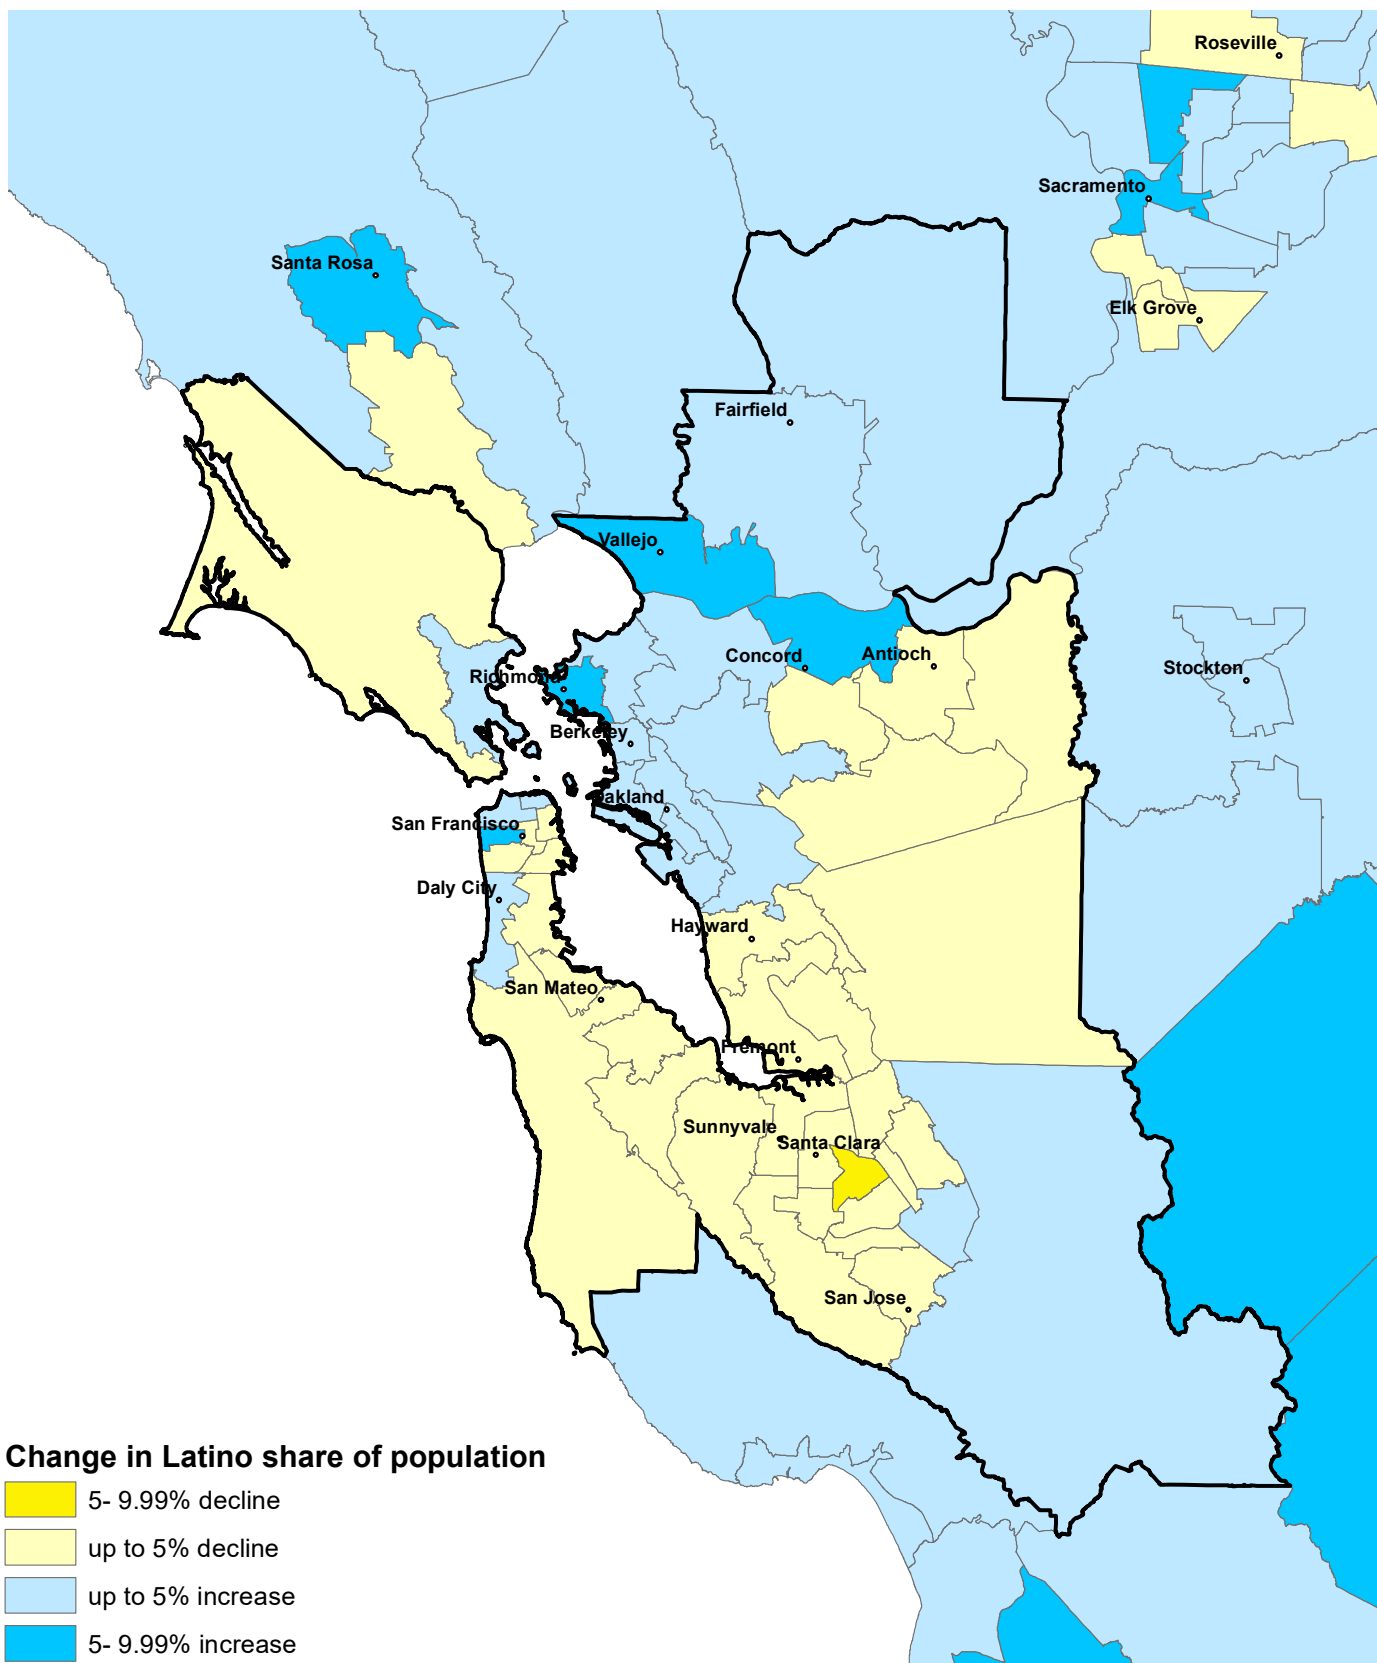 Roseville
Sacramento
Santa Rosa
Elk Grove
Fairfield
Vallejo
Concord
Antioch
Stockton
Richmond
Berkeley
Oakland
San Francisco
Daly City
Hayward
San Mateo
Fremont
Sunnyvale
Santa Clara
San Jose
Change in Latino share of population
5- 9.99% decline
up to 5% decline
up to 5% increase
5- 9.99% increase